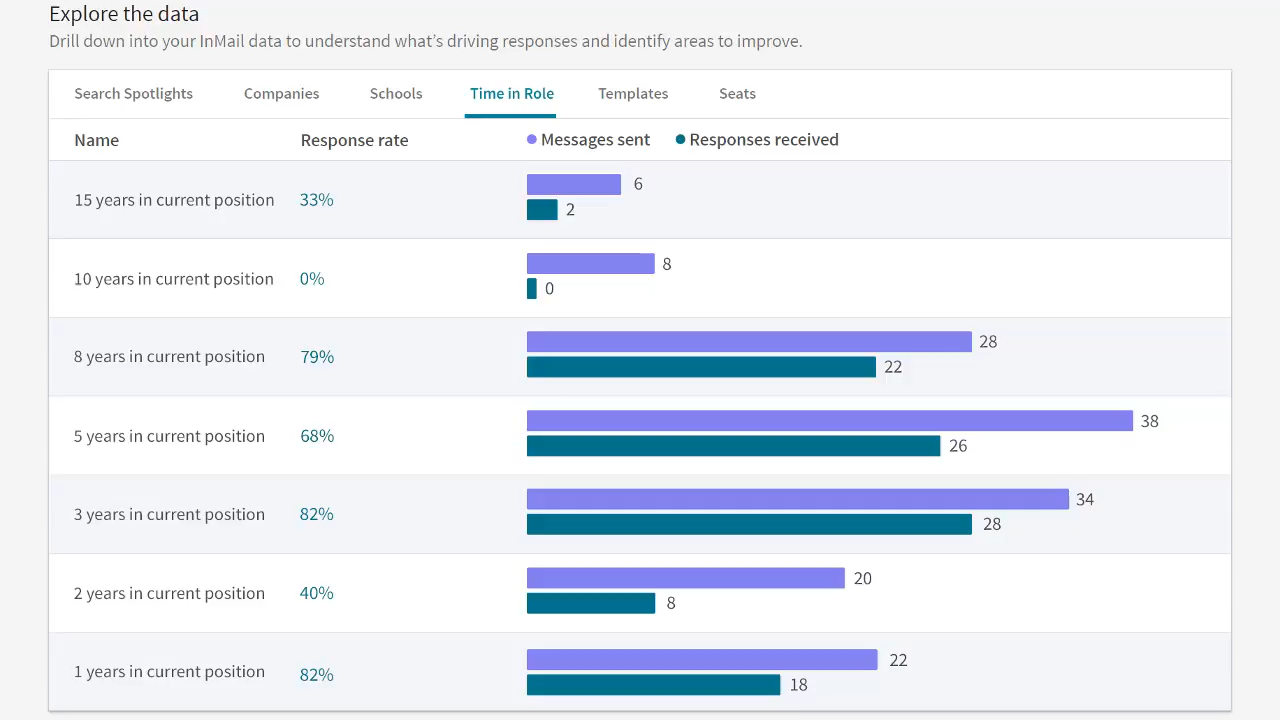 Explore the data
Drill down into your InMail data to understand what's driving responses and identify areas to improve.
Search Spotlights Companies Schools Time in Role Templates Seats
Name Response rate Messages sent Responses received
15 years in current position 33% 6
2
10 years in current position 0% 8
0
8 years in current position 79% 28
22
5 years in current position 68% 38
26
3 years in current position 82% 34
28
2 years in current position 40% 20
8
1 years in current position 82% 22
18